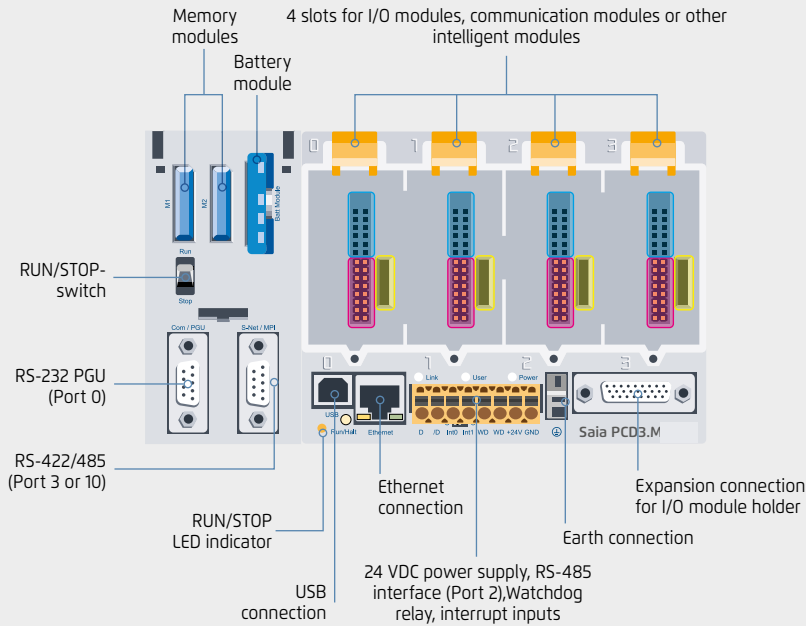 Memory
modules
4 slots for I/O modules, communication modules or other
intelligent modules
Battery
module
0
1
2
3
M1
M2
Batt Module
Run
Stop
RUN/STOP-
switch
Com / PGU
S-Net / MPI
0
1
2
3
Link
User
Power
RS-232 PGU
(Port 0)
USB
Run/Halt
Ethernet
D /D Int0 Int1 WD WD +24V GND
Saia PCD3.M
RS-422/485
(Port 3 or 10)
RUN/STOP
LED indicator
USB
connection
Ethernet
connection
24 VDC power supply, RS-485
interface (Port 2),Watchdog
relay, interrupt inputs
Earth connection
Expansion connection
for I/O module holder